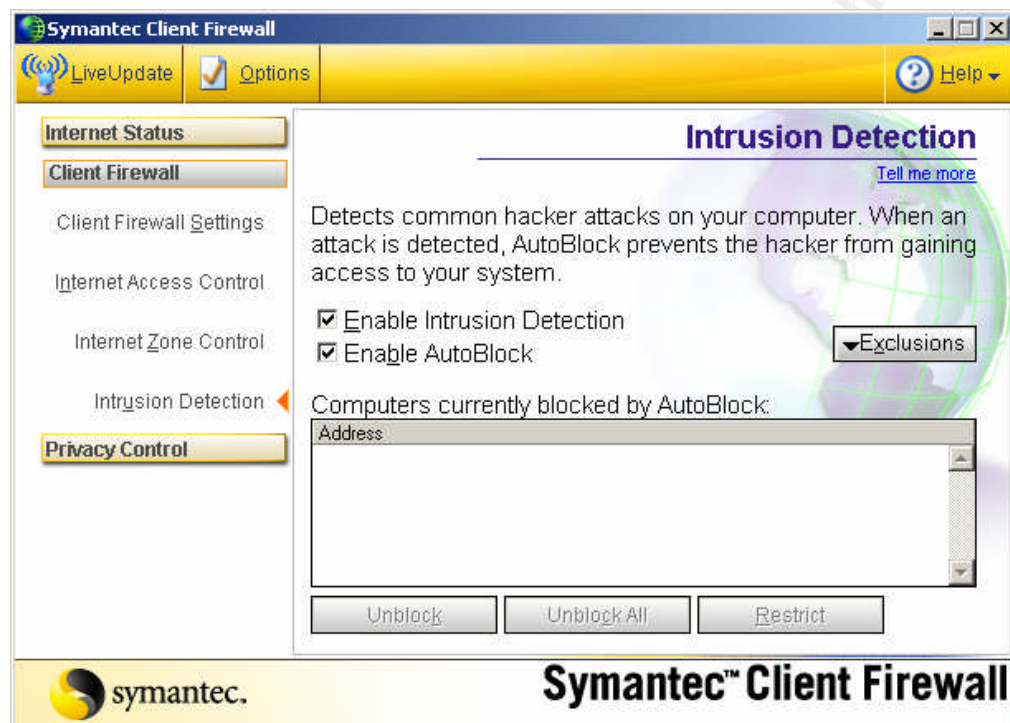 Symantec Client Firewall
LiveUpdate
Options
Help
Internet Status
Client Firewall
Client Firewall Settings
Internet Access Control
Internet Zone Control
Intrusion Detection
Privacy Control
Intrusion Detection
Tell me more
Detects common hacker attacks on your computer. When an
attack is detected, AutoBlock prevents the hacker from gaining
access to your system.
Enable Intrusion Detection
Enable AutoBlock
Exclusions
Computers currently blocked by AutoBlock:
Address
Unblock
Unblock All
Restrict
symantec.
Symantec™ Client Firewall